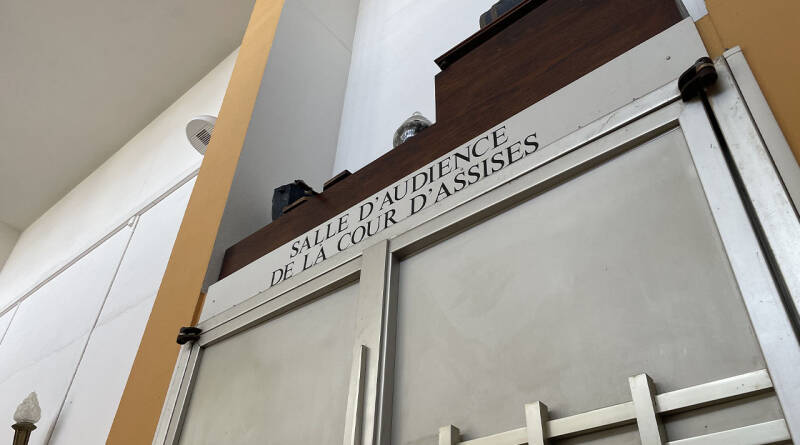 SALLE D'AUDIENCE
DE LA COUR D'ASSISES